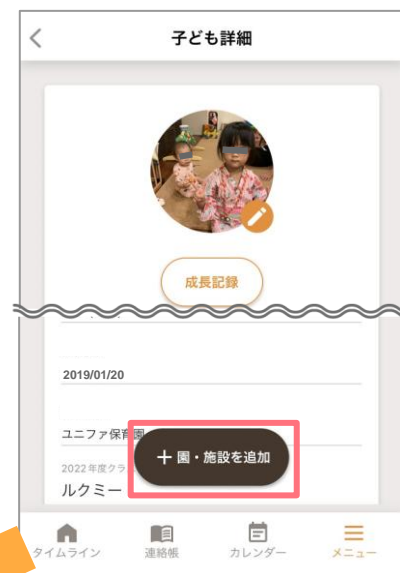 子ども詳細
成長記録
2019/01/20
ユニファ保育園
＋ 園・施設を追加
2022年度クラ
ルクミー
タイムライン
連絡帳
カレンダー
メニュー